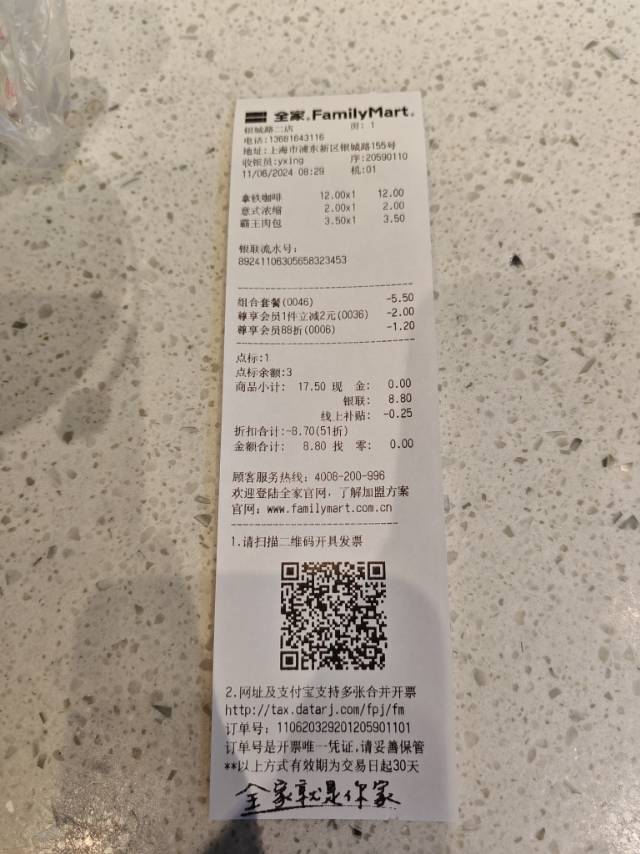 全家 FamilyMart
银城路二店 班: 1
电话:13681643116
地址:上海市浦东新区银城路155号
收银员:yxing 序:20590110
11/06/2024 08:29 机:01
拿铁咖啡 12.00x1 12.00
意式浓缩 2.00x1 2.00
霸王肉包 3.50x1 3.50
银联流水号:
89241106305658323453
组合套餐(0046) -5.50
尊享会员1件立减2元(0036) -2.00
尊享会员88折(0006) -1.20
点标:1
点标余额:3
商品小计: 17.50 现 金: 0.00
银联: 8.80
线上补贴: -0.25
折扣合计:-8.70(51折)
金额合计: 8.80 找 零: 0.00
顾客服务热线: 4008-200-996
欢迎登陆全家官网, 了解加盟方案
官网: www.familymart.com.cn
1.请扫描二维码开具发票
2.网址及支付宝支持多张合并开票
http://tax.datarj.com/fpj/fm
订单号: 110620329201205901101
订单号是开票唯一凭证,请妥善保管
**以上方式有效期为交易日起30天
全家就是你家